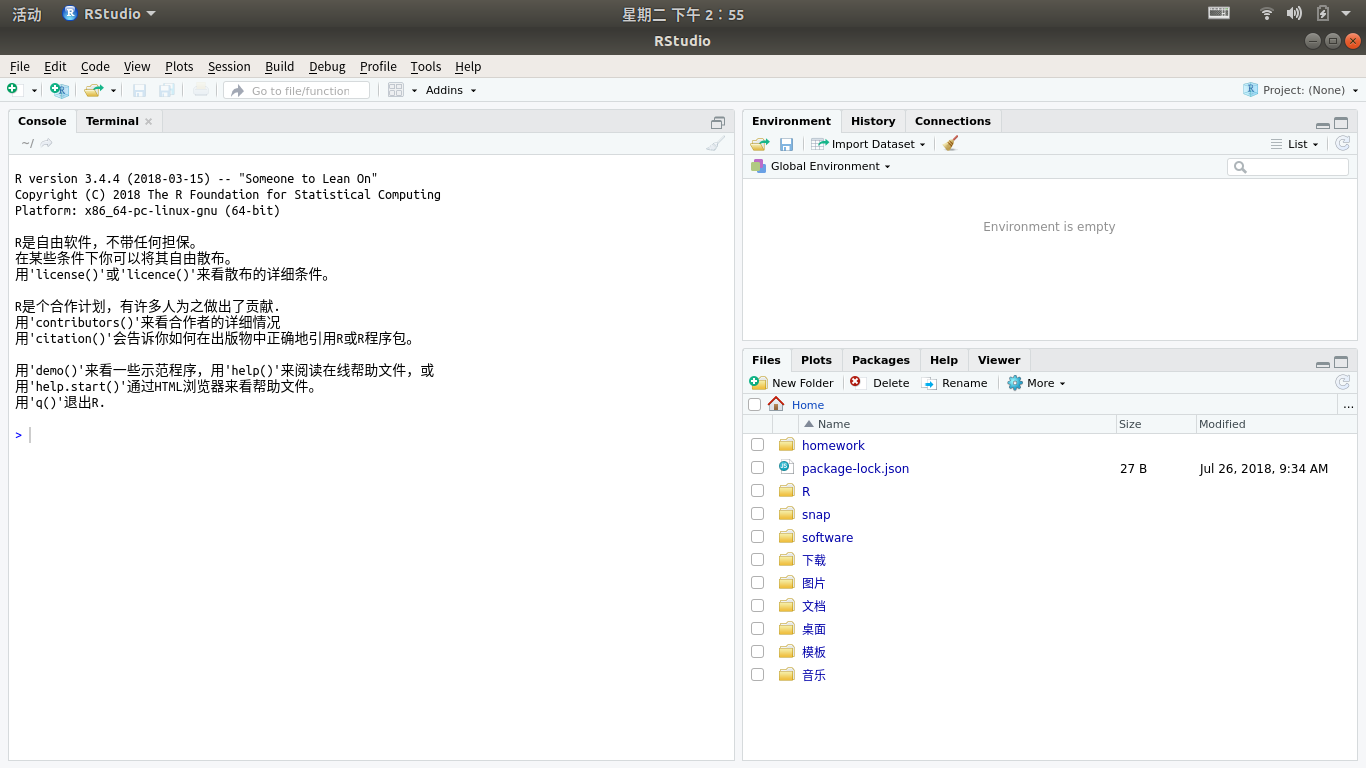 活动 RStudio 星期二 下午 2：55
RStudio
File Edit Code View Plots Session Build Debug Profile Tools Help
Go to file/function Addins Project: (None)
Console Terminal
~/
R version 3.4.4 (2018-03-15) -- "Someone to Lean On"
Copyright (C) 2018 The R Foundation for Statistical Computing
Platform: x86_64-pc-linux-gnu (64-bit)
R是自由软件，不带任何担保。
在某些条件下你可以将其自由散布。
用'license()'或'licence()'来看散布的详细条件。
R是个合作计划，有许多人为之做出了贡献.
用'contributors()'来看合作者的详细情况
用'citation()'会告诉你如何在出版物中正确地引用R或R程序包。
用'demo()'来看一些示范程序，用'help()'来阅读在线帮助文件，或
用'help.start()'通过HTML浏览器来看帮助文件。
用'q()'退出R.
>
Environment History Connections
Import Dataset List
Global Environment
Environment is empty
Files Plots Packages Help Viewer
New Folder Delete Rename More
Home ...
Name Size Modified
homework
package-lock.json 27 B Jul 26, 2018, 9:34 AM
R
snap
software
下载
图片
文档
桌面
模板
音乐